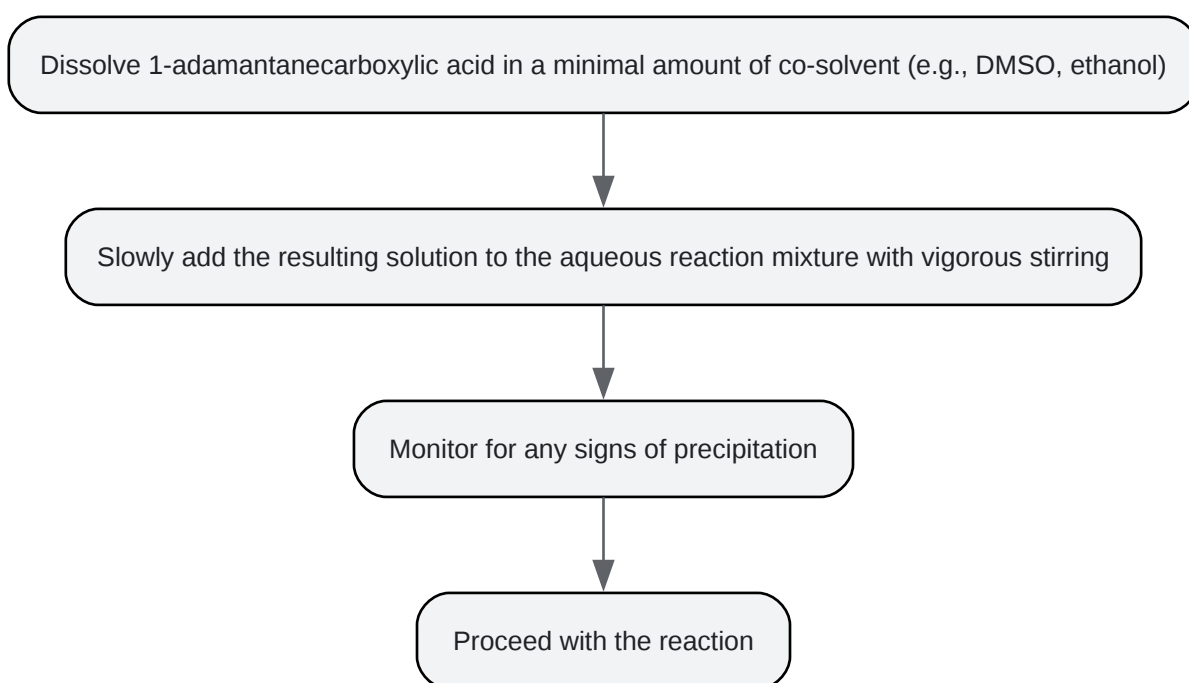 Dissolve 1-adamantanecarboxylic acid in a minimal amount of co-solvent (e.g., DMSO, ethanol)
Slowly add the resulting solution to the aqueous reaction mixture with vigorous stirring
Monitor for any signs of precipitation
Proceed with the reaction